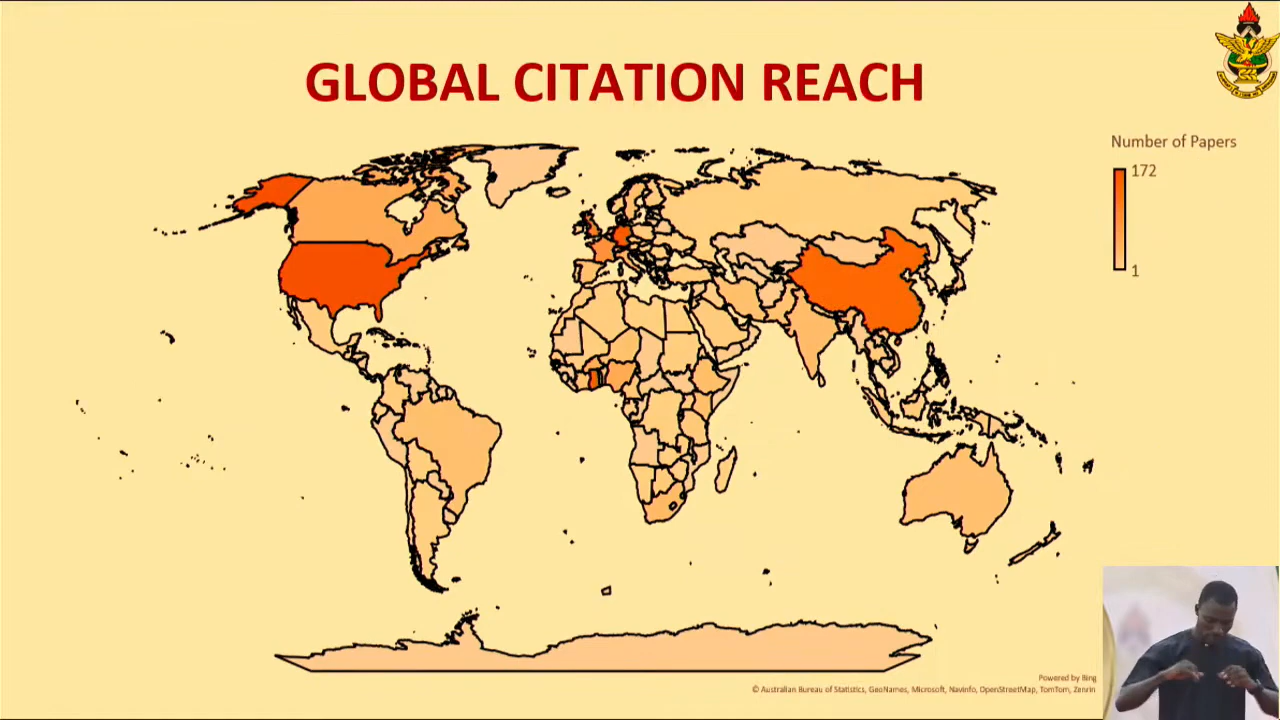 GLOBAL CITATION REACH
Number of Papers
172
1
Powered by Bing
© Australian Bureau of Statistics, GeoNames, Microsoft, Navinfo, OpenStreetMap, TomTom, Zenrin